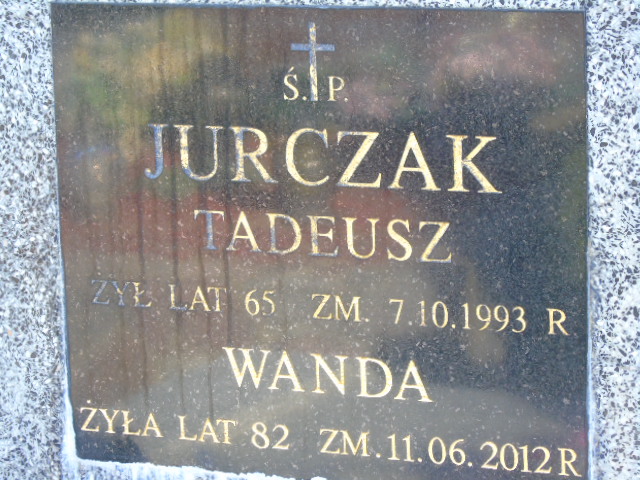 Ś. P.
JURCZAK
TADEUSZ
ŻYŁ LAT 65 ZM. 7.10.1993 R
WANDA
ŻYŁA LAT 82 ZM. 11.06.2012 R